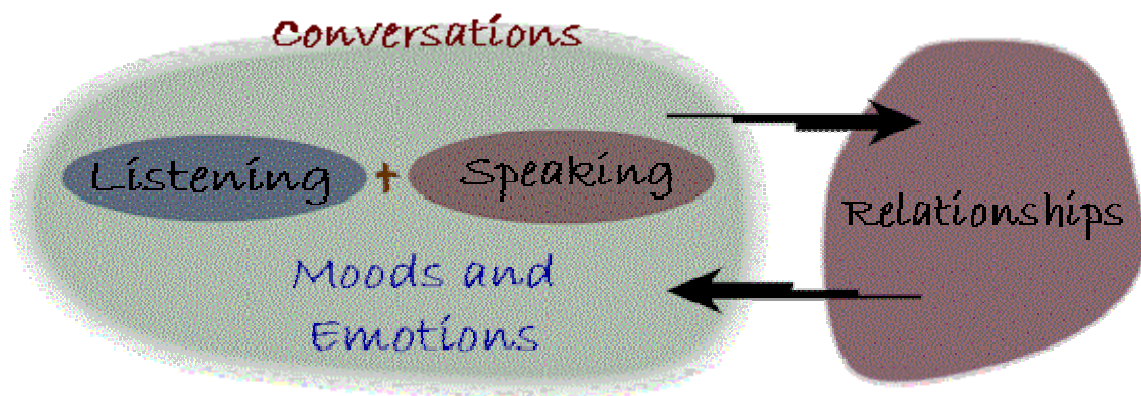 Conversations
Listening + Speaking
Relationships
Moods and
Emotions